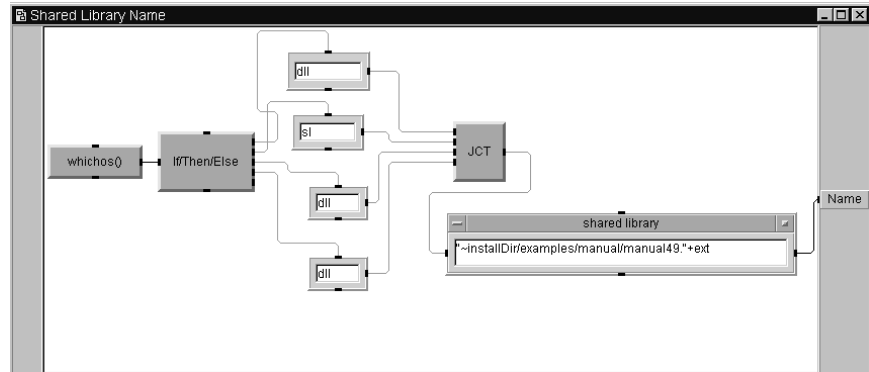 Shared Library Name
dll
sl
whichos()
If/Then/Else
JCT
dll
Name
shared library
"~installDir/examples/manual/manual49."+ext
dll